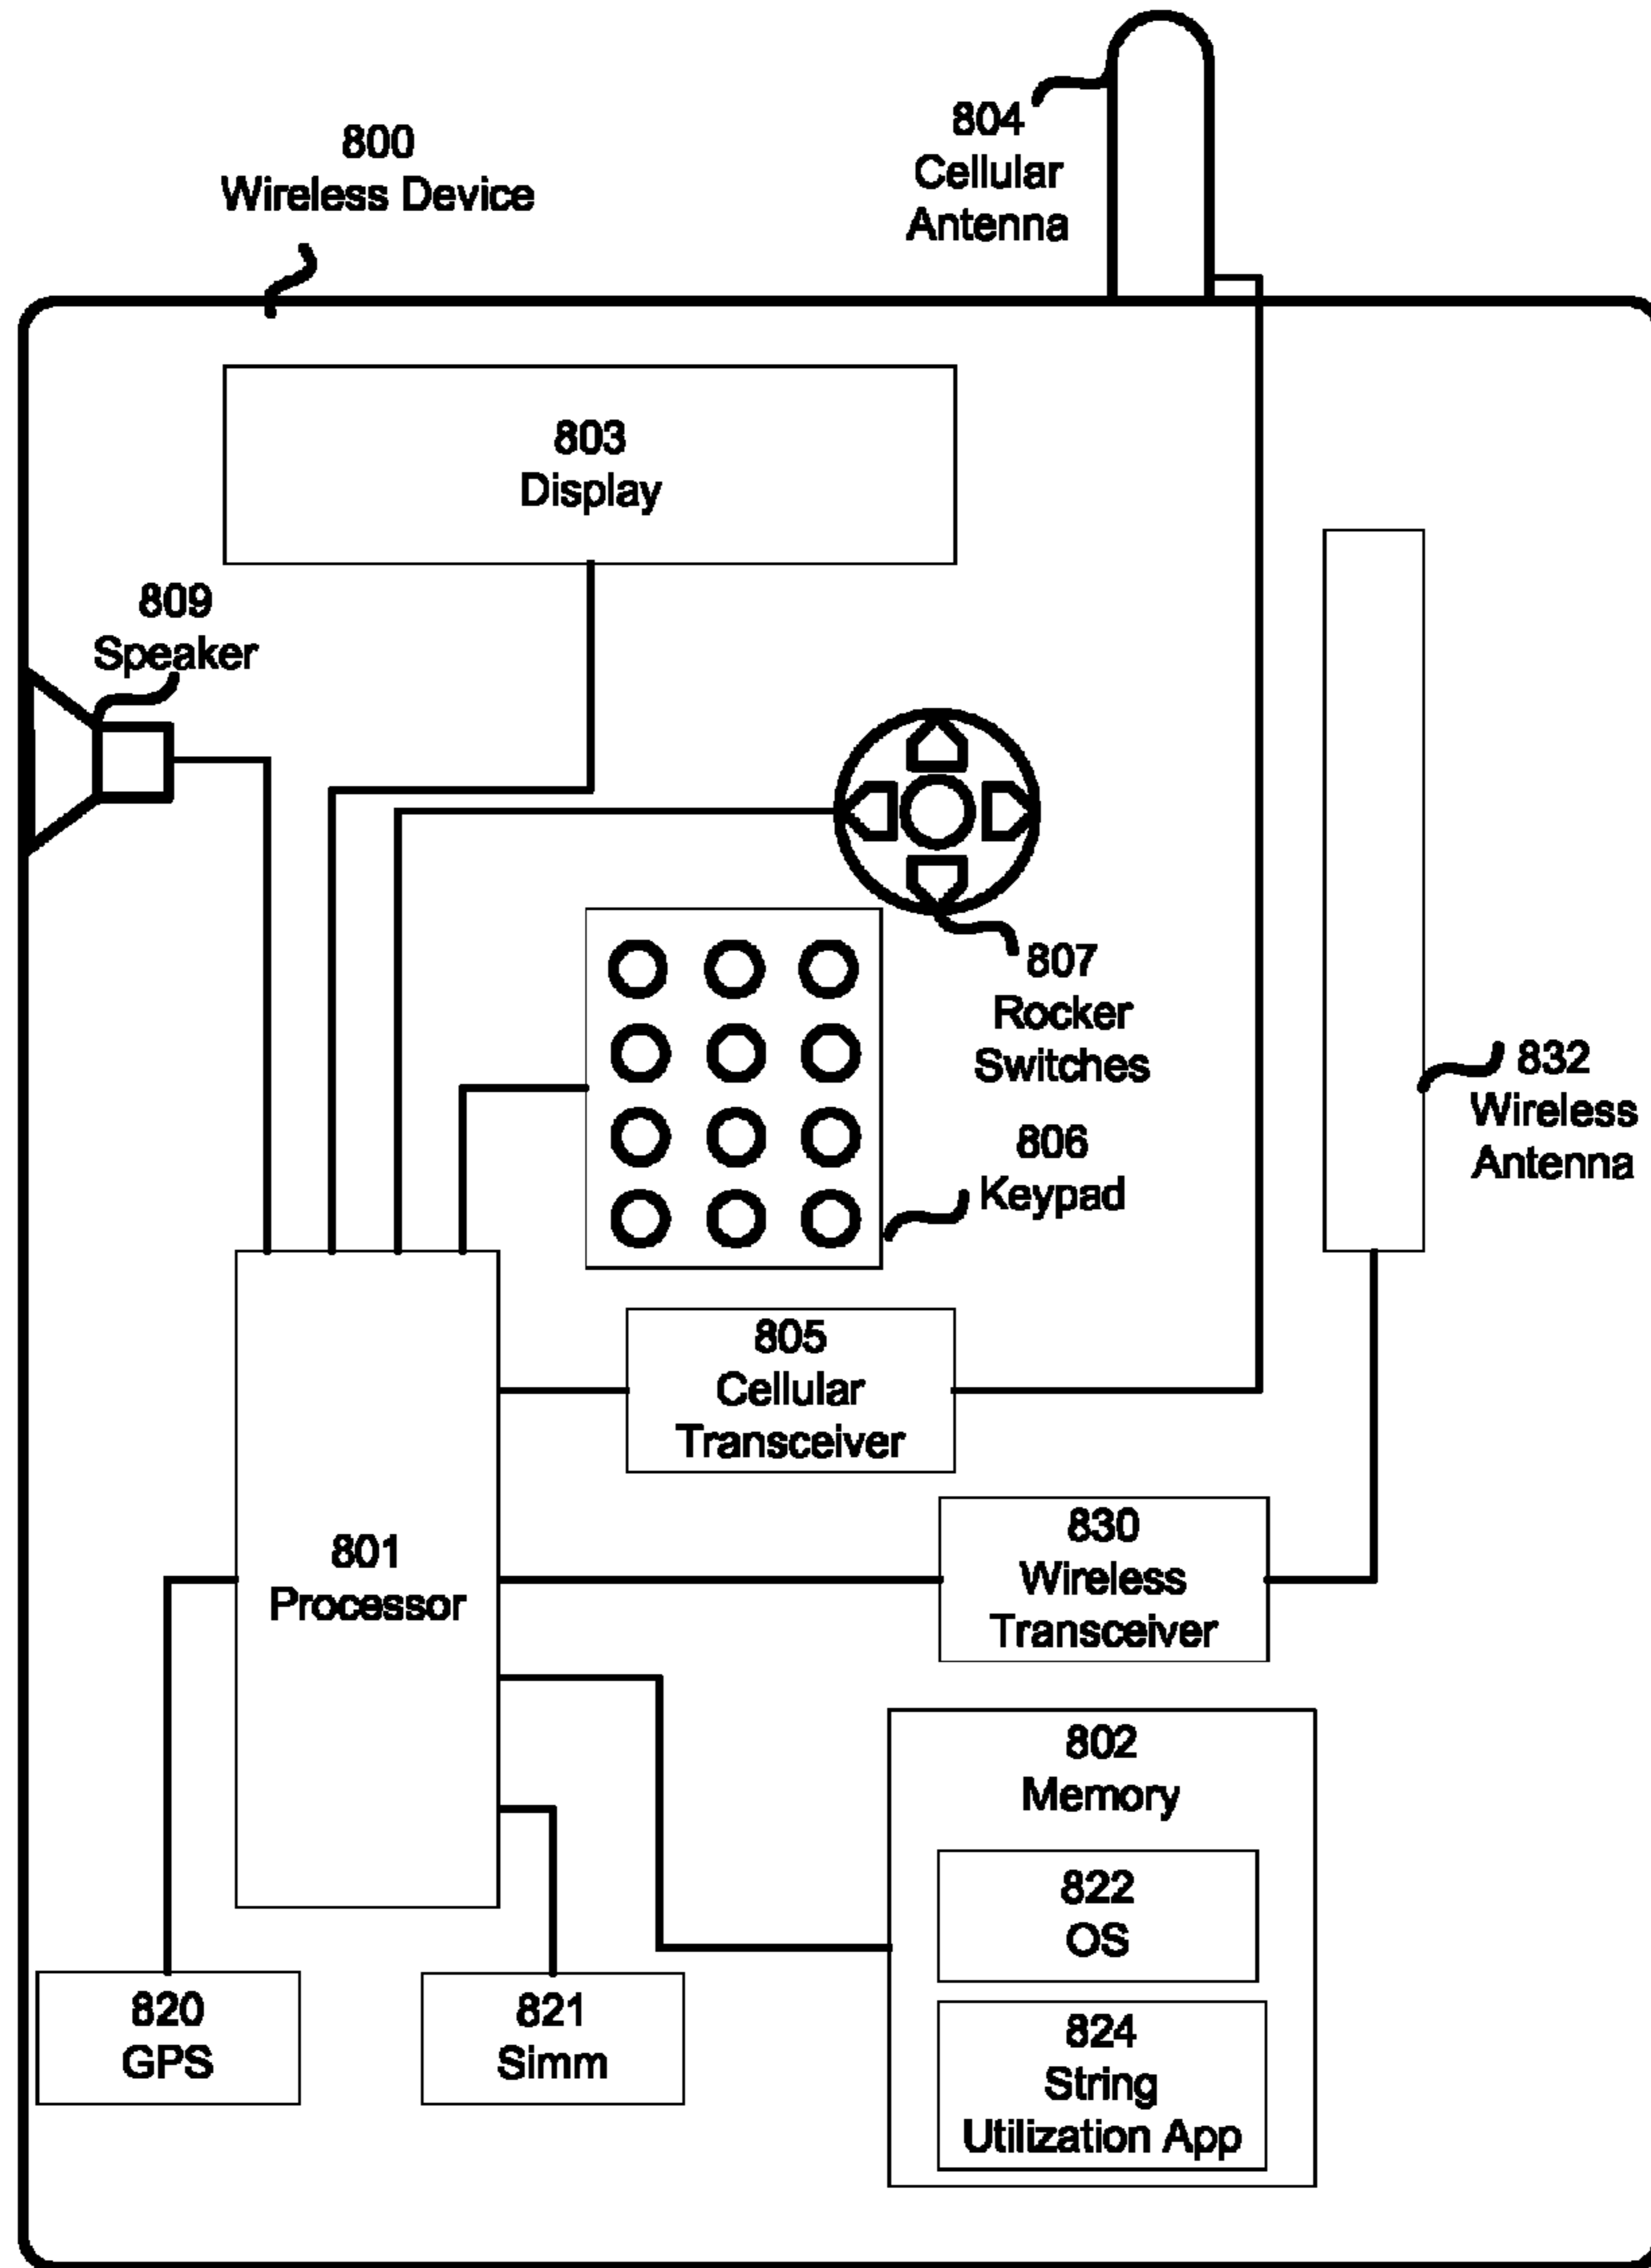 804
Cellular
Antenna
800
Wireless Device
803
Display
809
Speaker
807
Rocker
Switches
832
Wireless
Antenna
806
Keypad
805
Cellular
Transceiver
830
Wireless
Transceiver
801
Processor
802
Memory
822
OS
820
GPS
821
Simm
824
String
Utilization App